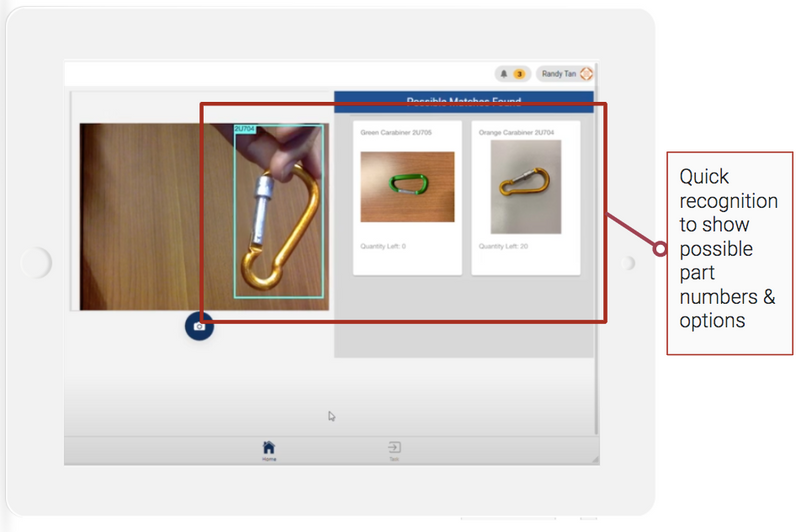 3
Randy Tan
Possible Matches Found
2U704
Green Carabiner 2U705
Orange Carabiner 2U704
Quantity Left: 0
Quantity Left: 20
Quick
recognition
to show
possible
part
numbers &
options
Home